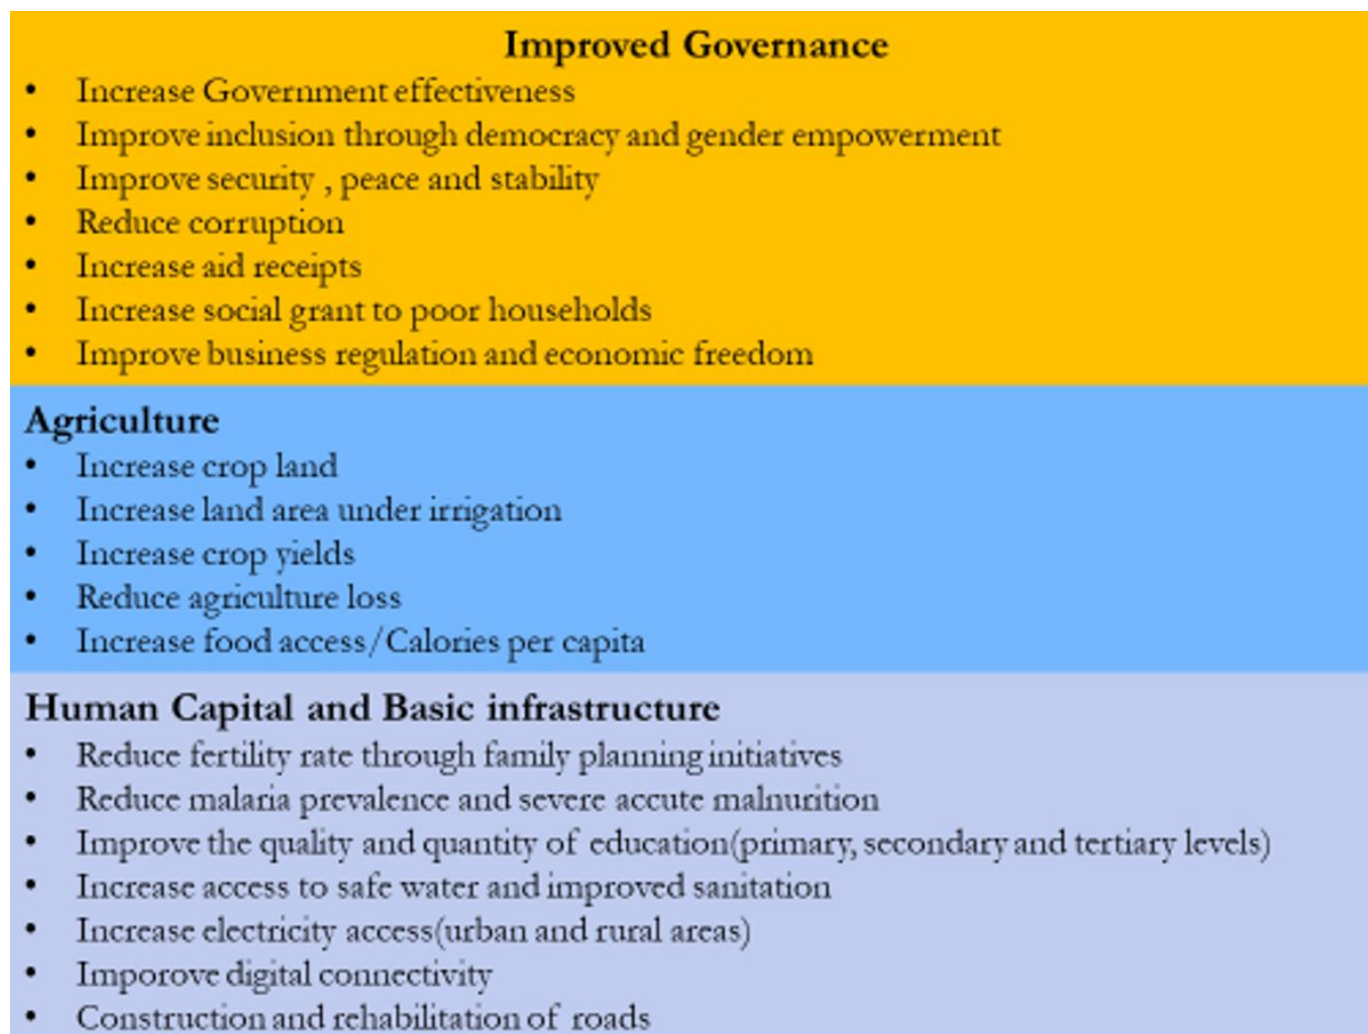 Improved Governance
• Increase Government effectiveness
• Improve inclusion through democracy and gender empowerment
• Improve security , peace and stability
• Reduce corruption
• Increase aid receipts
• Increase social grant to poor households
• Improve business regulation and economic freedom
Agriculture
• Increase crop land
• Increase land area under irrigation
• Increase crop yields
• Reduce agriculture loss
• Increase food access/Calories per capita
Human Capital and Basic infrastructure
• Reduce fertility rate through family planning initiatives
• Reduce malaria prevalence and severe accute malnurition
• Improve the quality and quantity of education(primary, secondary and tertiary levels)
• Increase access to safe water and improved sanitation
• Increase electricity access(urban and rural areas)
• Imporove digital connectivity
• Construction and rehabilitation of roads